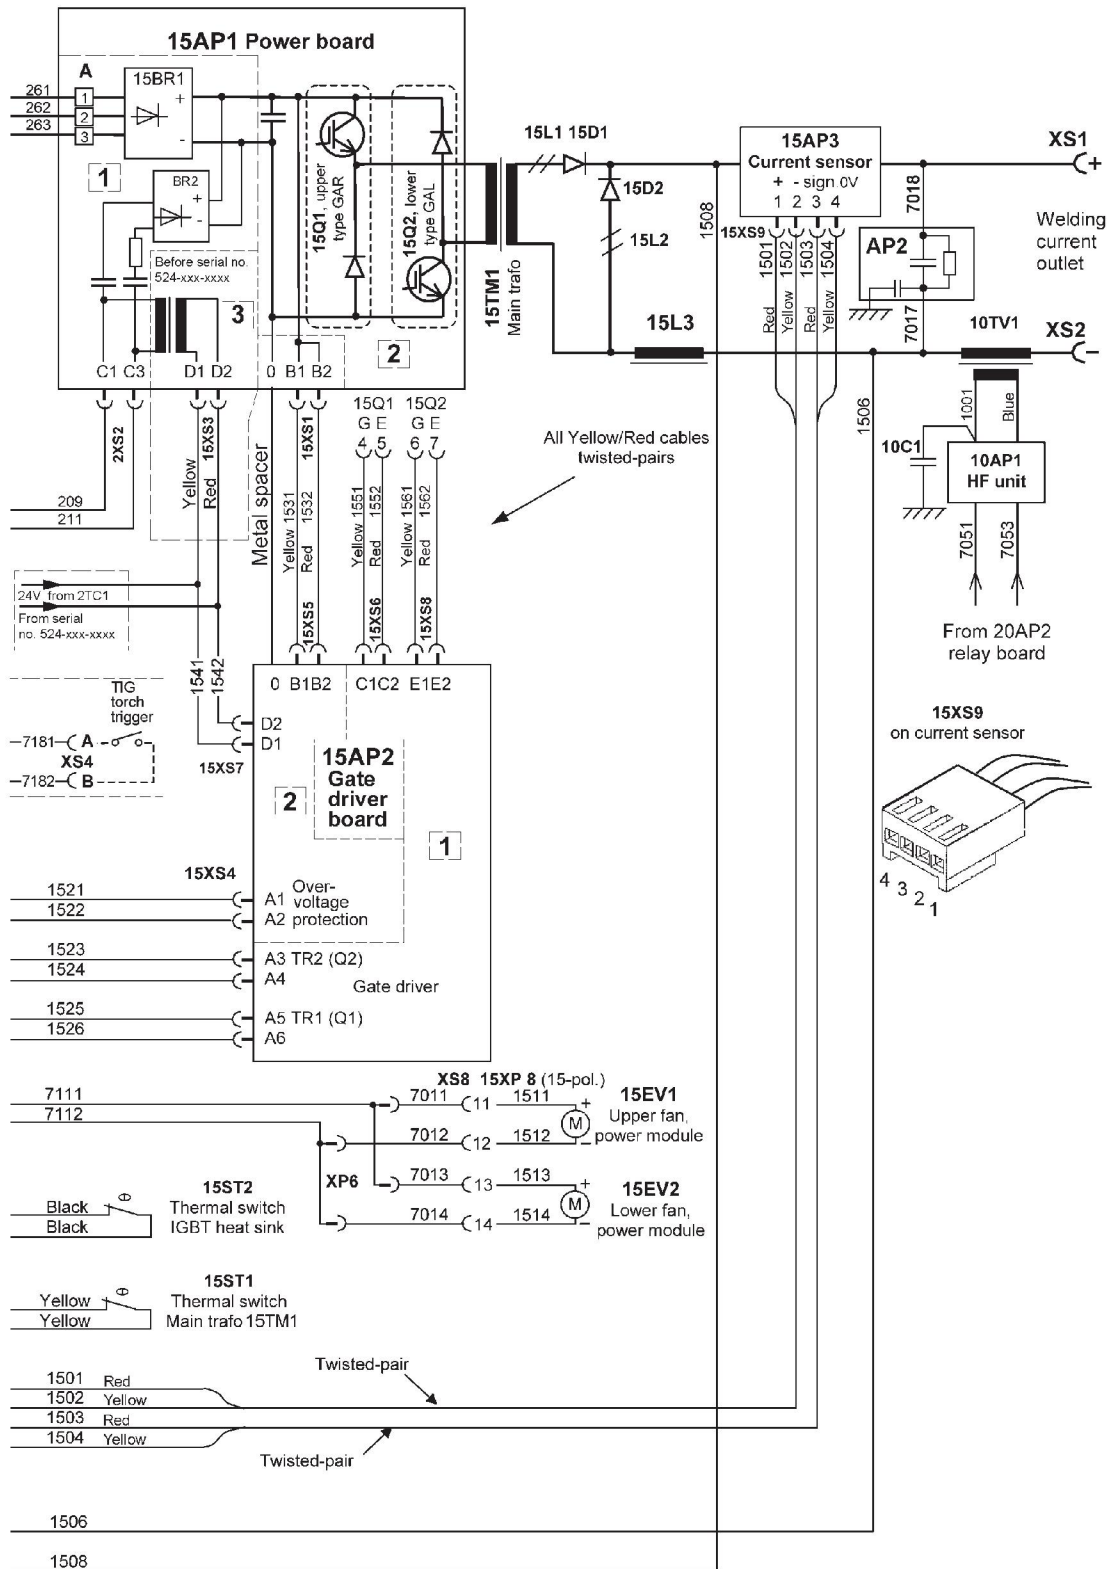 15AP1 Power board
A
15BR1
261
1
+
262
2
263
3
-
1
BR2
+
-
Before serial no.
524-xxx-xxxx
3
15Q1, upper
type GAR
15Q2, lower
type GAL
2
C1 C3 D1 D2 0 B1 B2
15TM1
Main trafo
15L1 15D1
15D2
15L2
15L3
1508
15AP3
Current sensor
+ - sign.0V
1 2 3 4
15XS9
1501
1502
1503
1504
Red
Yellow
Red
Yellow
7018
AP2
7017
XS1
+
Welding
current
outlet
10TV1
XS2
-
1506
1001
Blue
10C1
10AP1
HF unit
7051
7053
From 20AP2
relay board
2XS2
15XS3
Yellow
Red
Metal spacer
15XS1
15Q1 15Q2
G E G E
4 5 6 7
All Yellow/Red cables
twisted-pairs
209
211
Yellow 1531
Red 1532
Yellow 1551
Red 1552
Yellow 1561
Red 1562
15XS5
15XS6
15XS8
24V from 2TC1
From serial
no. 524-xxx-xxxx
1541
1542
0 B1B2 C1C2 E1E2
TIG
torch
trigger
7181
A
XS4
7182
B
D2
D1
15XS7
15AP2
Gate
driver
board
2
1
15XS9
on current sensor
4 3 2 1
15XS4
1521
A1 Over-
voltage
1522
A2 protection
1523
A3 TR2 (Q2)
1524
A4
Gate driver
1525
A5 TR1 (Q1)
1526
A6
XS8 15XP 8 (15-pol.)
7111
7112
7011 11 1511
+
M
-
7012 12 1512
15EV1
Upper fan,
power module
XP6
7013 13 1513
+
M
-
7014 14 1514
15EV2
Lower fan,
power module
15ST2
Black
Thermal switch
Black
IGBT heat sink
15ST1
Yellow
Thermal switch
Yellow
Main trafo 15TM1
Twisted-pair
1501 Red
1502 Yellow
1503 Red
1504 Yellow
Twisted-pair
1506
1508